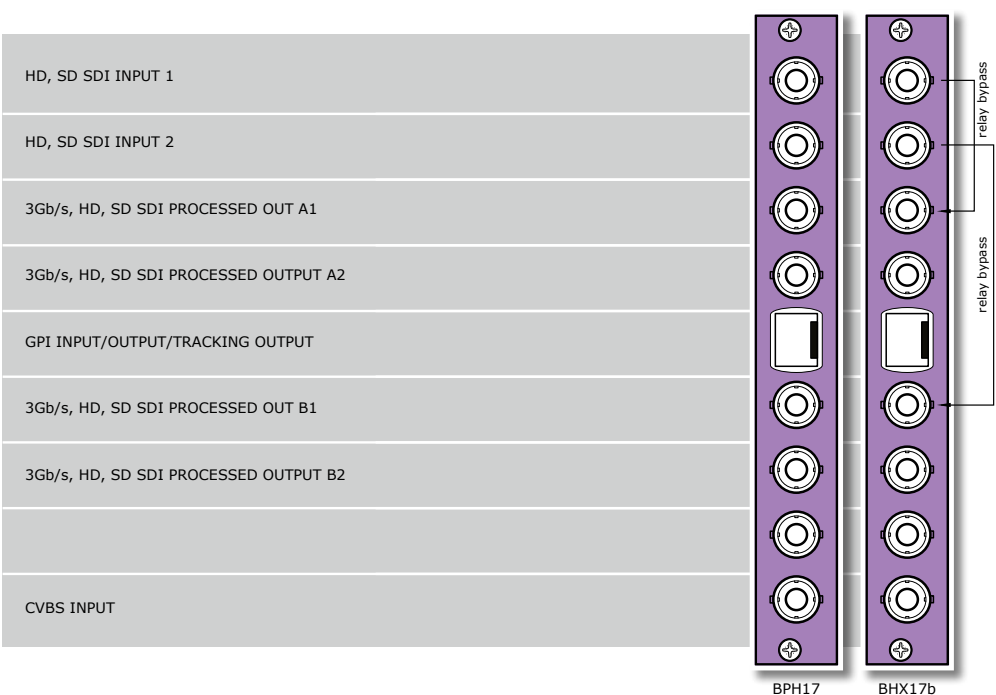 HD, SD SDI INPUT 1
HD, SD SDI INPUT 2
3Gb/s, HD, SD SDI PROCESSED OUT A1
3Gb/s, HD, SD SDI PROCESSED OUTPUT A2
GPI INPUT/OUTPUT/TRACKING OUTPUT
3Gb/s, HD, SD SDI PROCESSED OUT B1
3Gb/s, HD, SD SDI PROCESSED OUTPUT B2
CVBS INPUT
relay bypass
relay bypass
BPH17
BHX17b